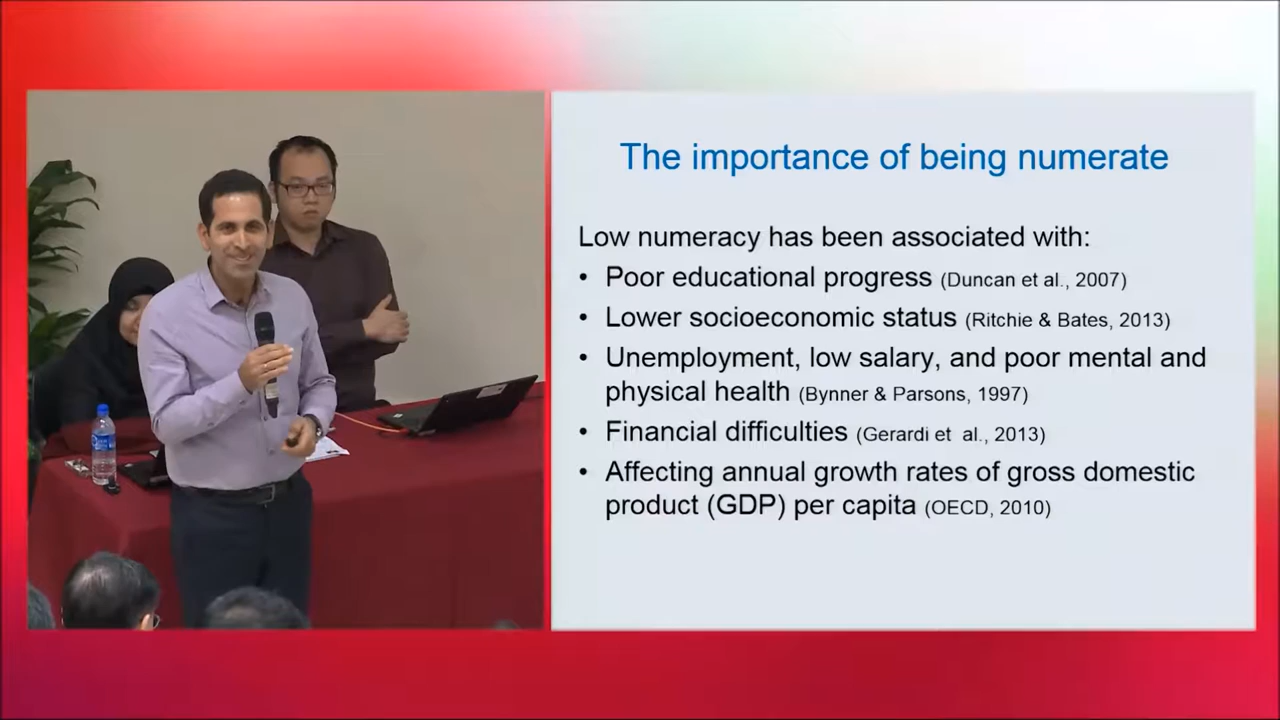 The importance of being numerate
Low numeracy has been associated with:
• Poor educational progress (Duncan et al., 2007)
• Lower socioeconomic status (Ritchie & Bates, 2013)
• Unemployment, low salary, and poor mental and
physical health (Bynner & Parsons, 1997)
• Financial difficulties (Gerardi et al., 2013)
• Affecting annual growth rates of gross domestic
product (GDP) per capita (OECD, 2010)